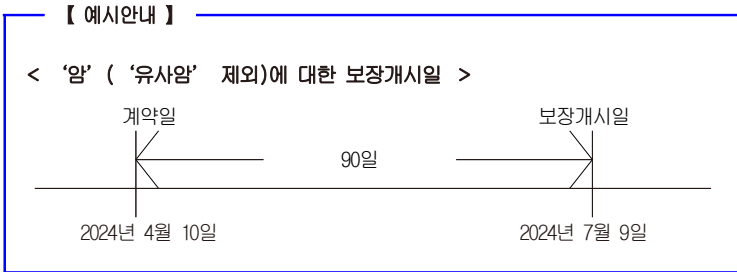 【 예시안내 】
< ‘암’ ( ‘유사암’ 제외)에 대한 보장개시일 >
계약일 보장개시일
90일
2024년 4월 10일 2024년 7월 9일